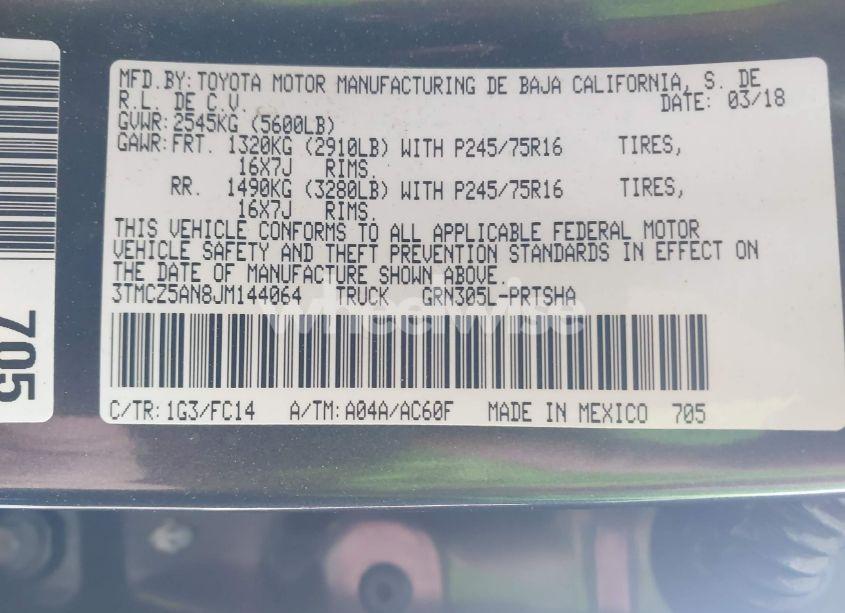 MFD.BY: TOYOTA MOTOR MANUFACTURING DE BAJA CALIFORNIA, S. DE
R.L. DE C.V. DATE: 03/18
GVWR: 2545KG (5600LB)
GAWR: FRT. 1320KG (2910LB) WITH P245/75R16 TIRES,
16X7J RIMS.
RR. 1490KG (3280LB) WITH P245/75R16 TIRES,
16X7J RIMS.
THIS VEHICLE CONFORMS TO ALL APPLICABLE FEDERAL MOTOR
VEHICLE SAFETY AND THEFT PREVENTION STANDARDS IN EFFECT ON
THE DATE OF MANUFACTURE SHOWN ABOVE.
3TMCZ5AN8JM144064 TRUCK GRN305L-PRTSHA
wheelwise
C/TR: 1G3/FC14 A/TM: A04A/AC60F MADE IN MEXICO 705
705